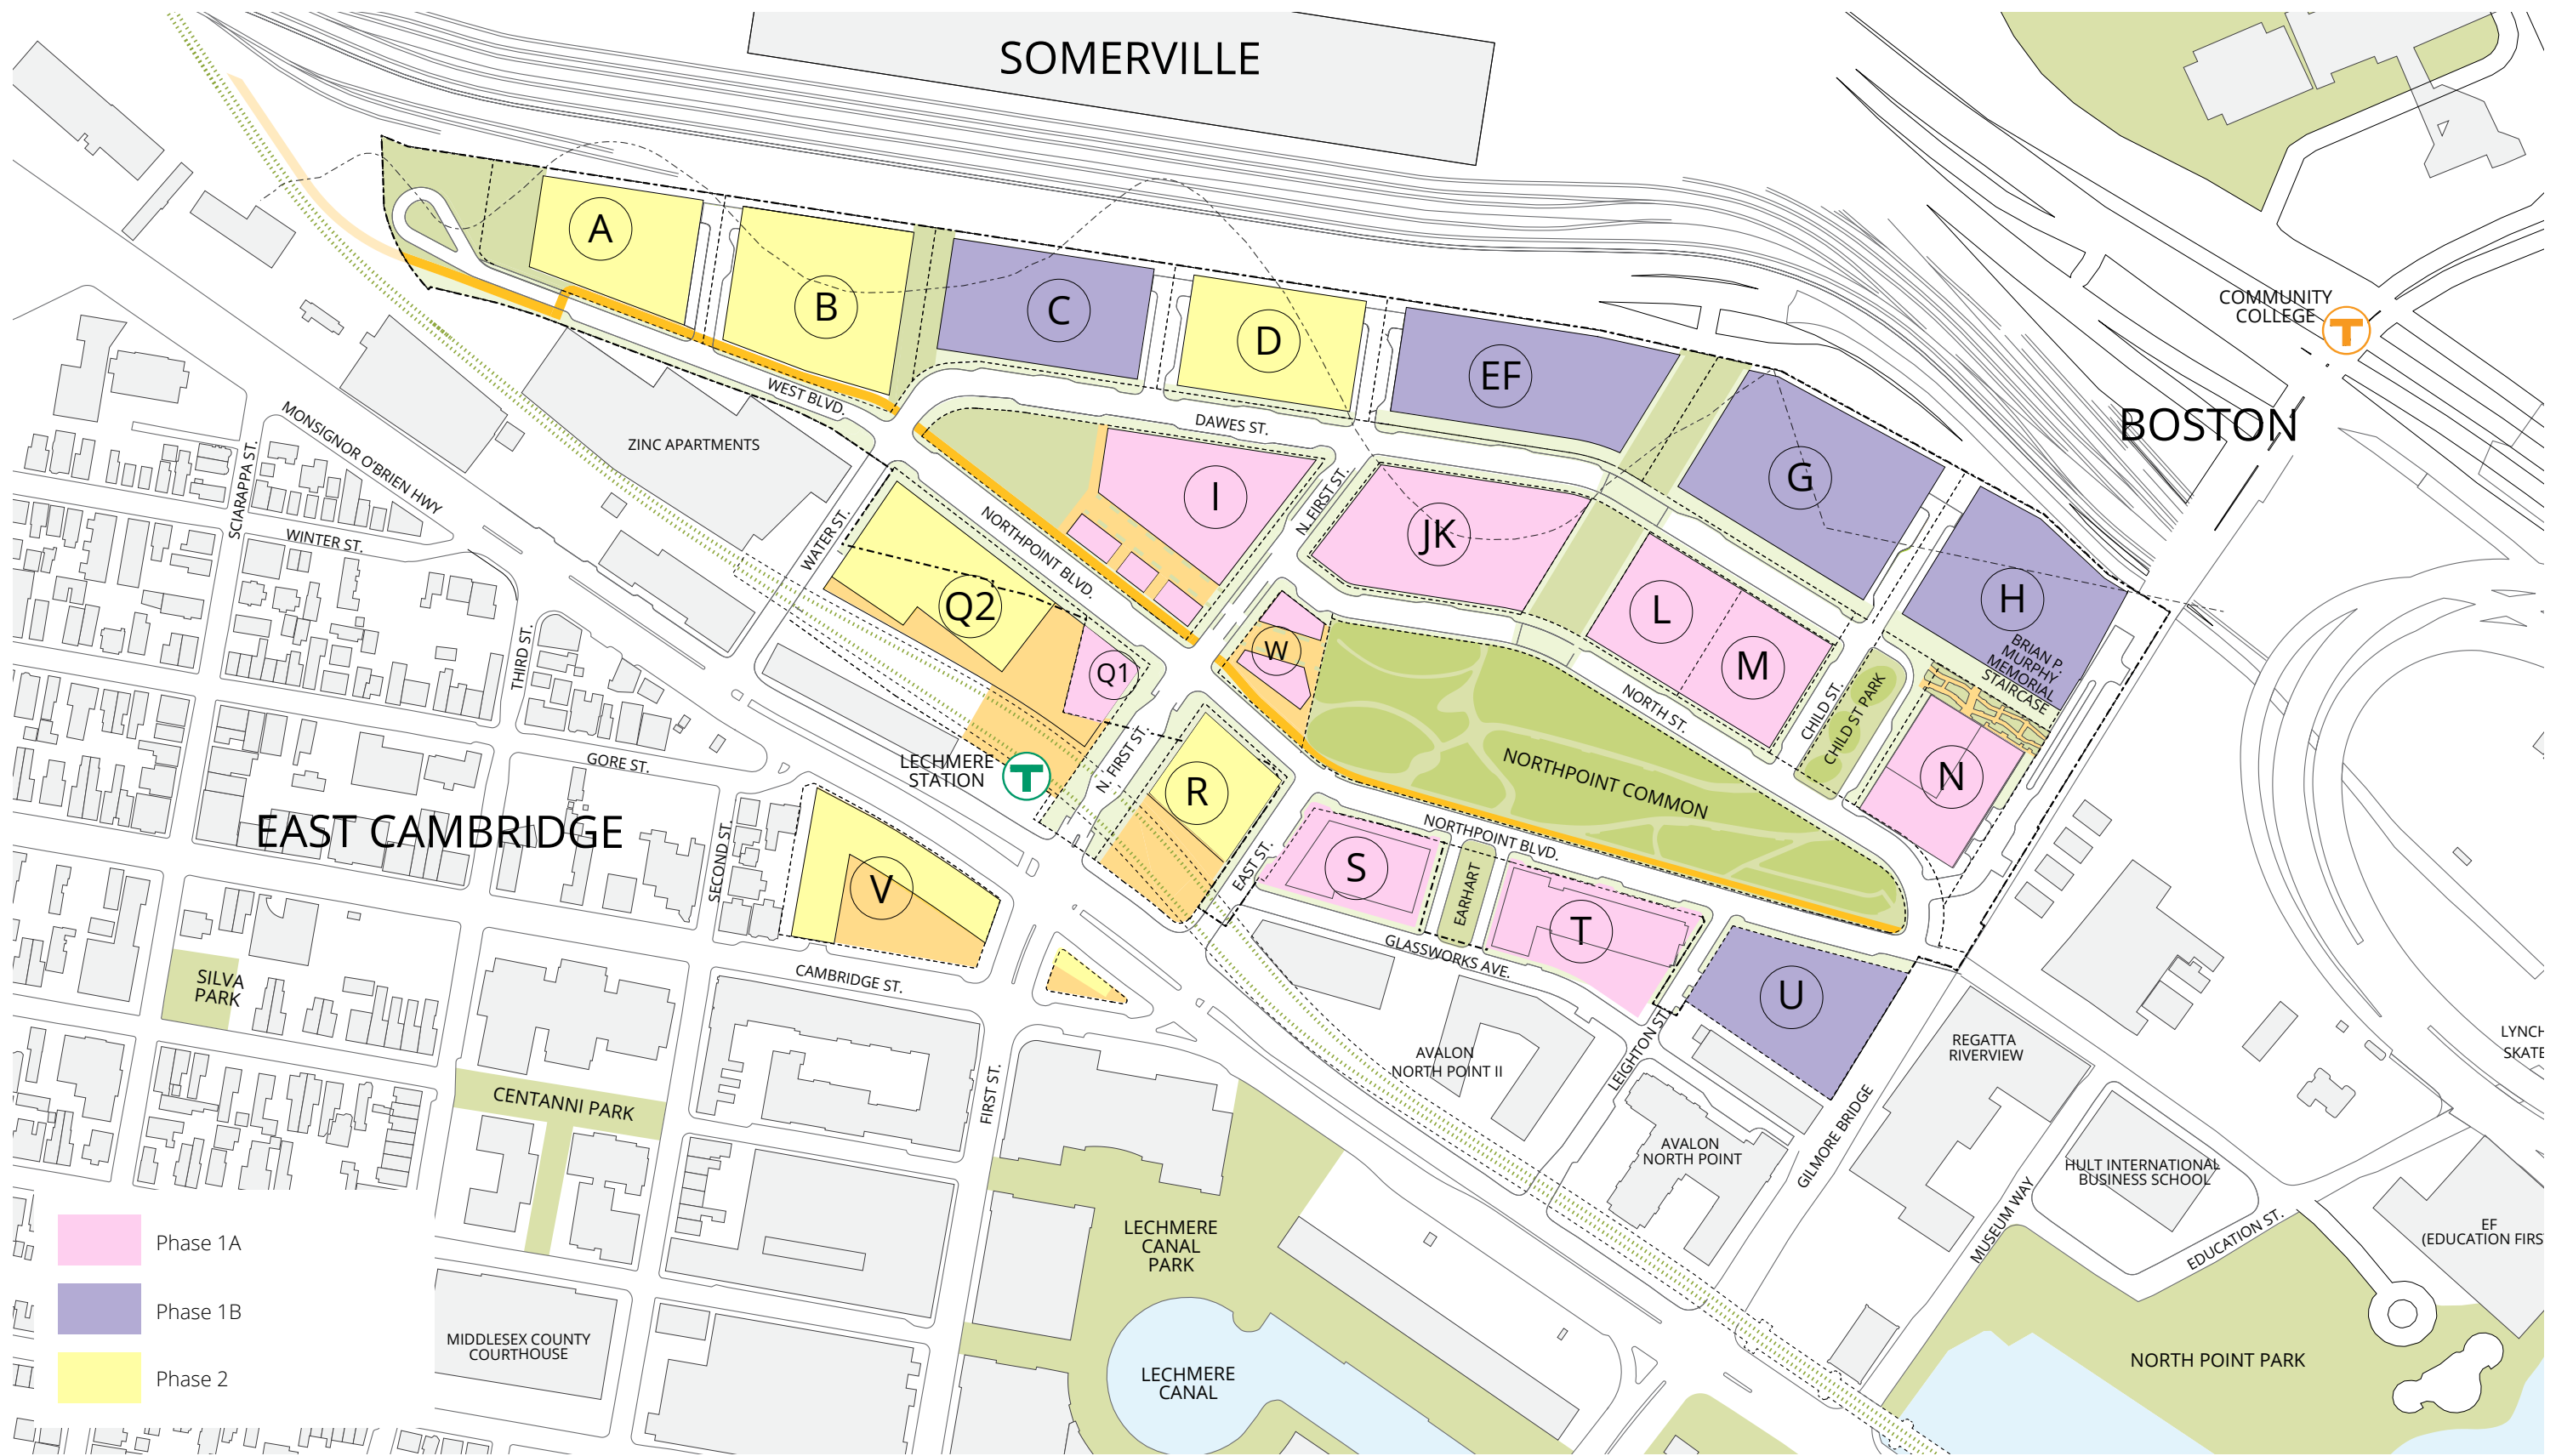 SOMERVILLE
A
B
C
D
EF
G
H
COMMUNITY
COLLEGE
T
BOSTON
WEST BLVD.
DAWES ST.
ZINC APARTMENTS
MONSIGNOR O'BRIEN HWY
SCIARAPPA ST.
WINTER ST.
WATER ST.
NORTHPOINT BLVD.
I
N. FIRST ST.
JK
L
M
BRIAN P.
MURPHY
MEMORIAL
STAIRCASE
Q2
Q1
W
THIRD ST.
NORTH ST.
CHILD ST.
CHILD ST PARK
N
GORE ST.
LECHMERE
STATION
T
N. FIRST ST.
R
NORTHPOINT COMMON
EAST CAMBRIDGE
SECOND ST.
V
EAST ST.
S
NORTHPOINT BLVD.
EARHART
T
GLASSWORKS AVE.
U
SILVA
PARK
CAMBRIDGE ST.
LEIGHTON ST.
AVALON
NORTH POINT II
REGATTA
RIVERVIEW
LYNCH
SKATE
FIRST ST.
CENTANNI PARK
AVALON
NORTH POINT
GILMORE BRIDGE
HULT INTERNATIONAL
BUSINESS SCHOOL
MUSEUM WAY
EDUCATION ST.
EF
(EDUCATION FIRS
LECHMERE
CANAL
PARK
Phase 1A
Phase 1B
Phase 2
MIDDLESEX COUNTY
COURTHOUSE
LECHMERE
CANAL
NORTH POINT PARK